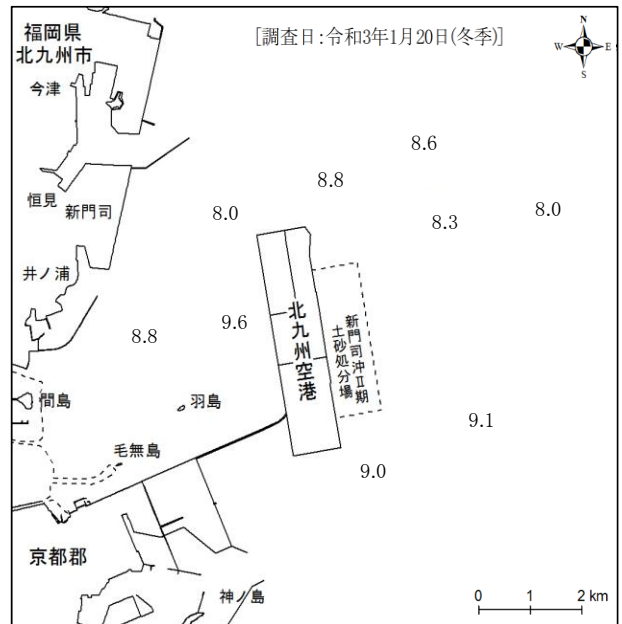 福岡県
北九州市
[調査日:令和3年1月20日(冬季)]
N
W
E
S
今津
8.6
8.8
恒見
新門司
8.0
8.3
8.0
井ノ浦
北九州空港
新門司沖Ⅱ期
土砂処分場
8.8
9.6
間島
羽島
9.1
毛無島
9.0
京都郡
神ノ島
0 1 2 km